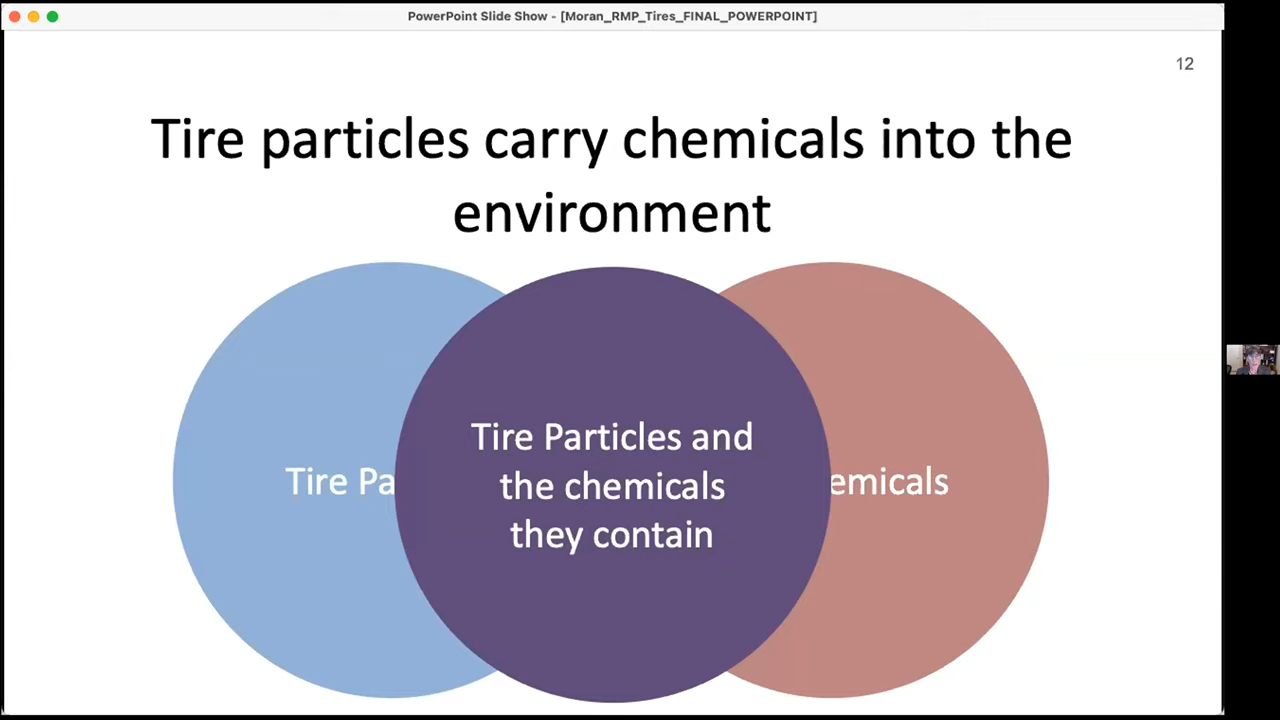 PowerPoint Slide Show - [Moran_RMP_Tires_FINAL_POWERPOINT]
12
Tire particles carry chemicals into the
environment
Tire Pa
Tire Particles and
the chemicals
they contain
emicals